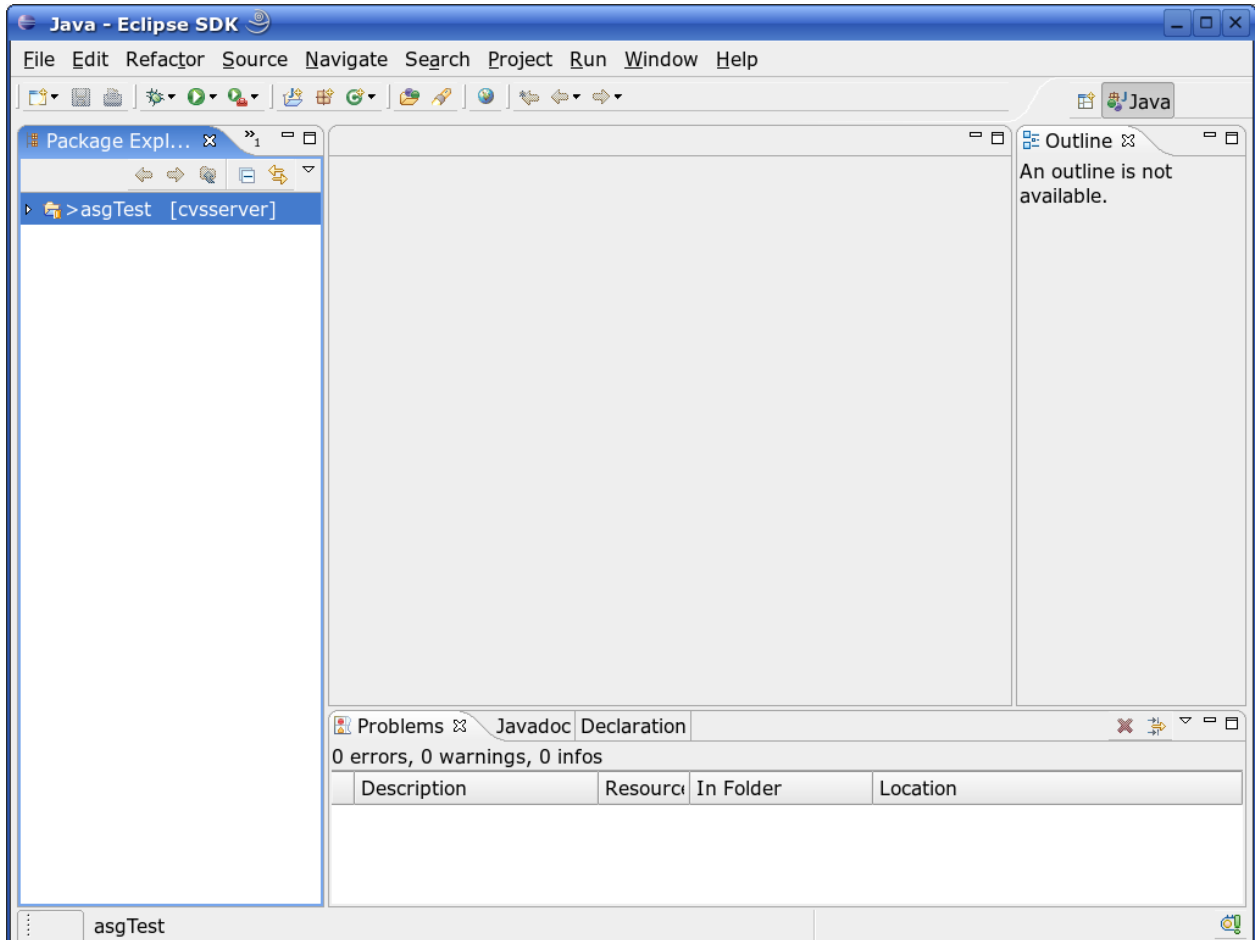 Java - Eclipse SDK
File Edit Refactor Source Navigate Search Project Run Window Help
Java
Package Expl... »1
>asgTest [cvsserver]
Outline
An outline is not
available.
Problems Javadoc Declaration
0 errors, 0 warnings, 0 infos
Description Resource In Folder Location
asgTest